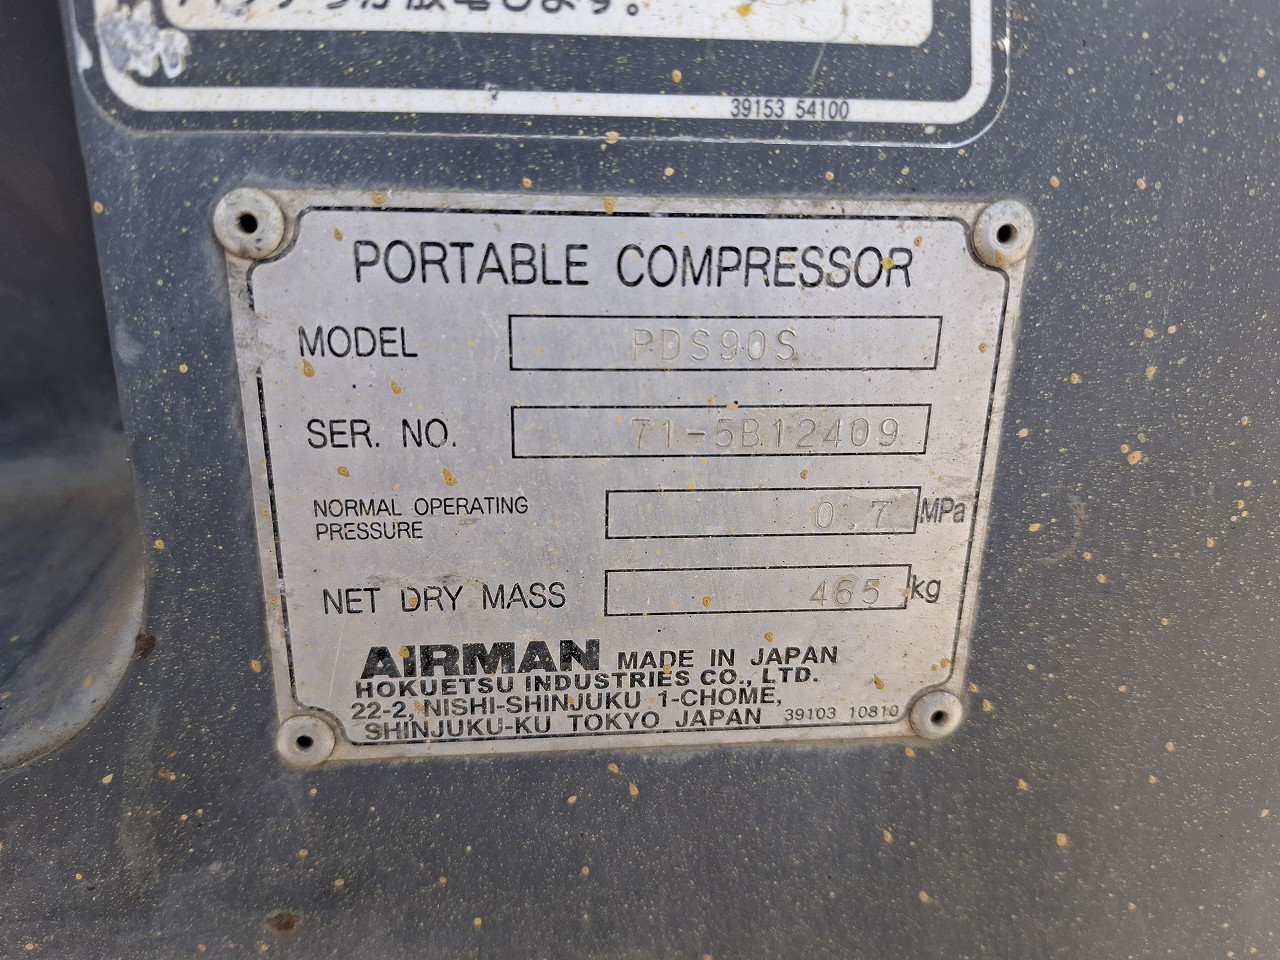 ます。
39153 54100
PORTABLE COMPRESSOR
MODEL PDS90S
SER. NO. 71-5B12409
NORMAL OPERATING
PRESSURE 0.7 MPa
NET DRY MASS 465 kg
AIRMAN MADE IN JAPAN
HOKUETSU INDUSTRIES CO., LTD.
22-2, NISHI-SHINJUKU 1-CHOME,
SHINJUKU-KU TOKYO JAPAN 39103 10810